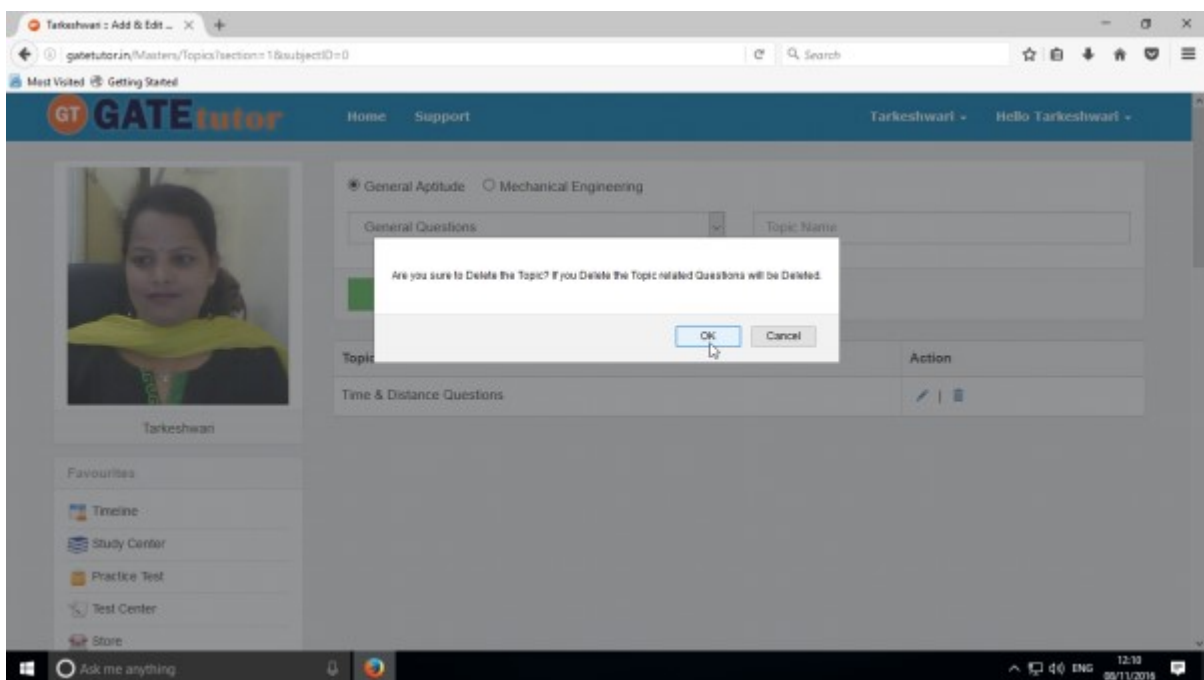 Tarkeshwari :: Add & Edit ...
gatetutor.in/Masters/Topics?section=1&subjectID=0
Search
Most Visited
Getting Started
GT GATEtutor
Home
Support
Tarkeshwari
Hello Tarkeshwari
General Aptitude
Mechanical Engineering
General Questions
Topic Name
Are you sure to Delete the Topic? If you Delete the Topic related Questions will be Deleted.
OK
Cancel
Topic
Action
Time & Distance Questions
|
Tarkeshwari
Favourites
Timeline
Study Center
Practice Test
Test Center
Store
Ask me anything
ENG
12:10
08/11/2016